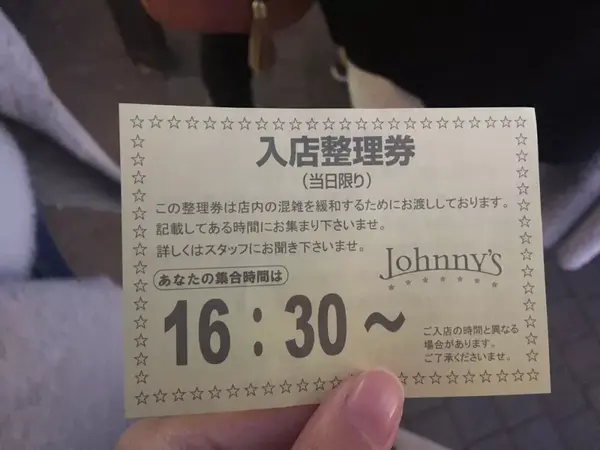 入店整理券
(当日限り)
この整理券は店内の混雑を緩和するためにお渡ししております。
記載してある時間にお集まり下さいませ。
詳しくはスタッフにお聞き下さいませ。
Johnny's
あなたの集合時間は
16:30～
ご入店の時間と異なる
場合があります。
ご了承くださいませ。